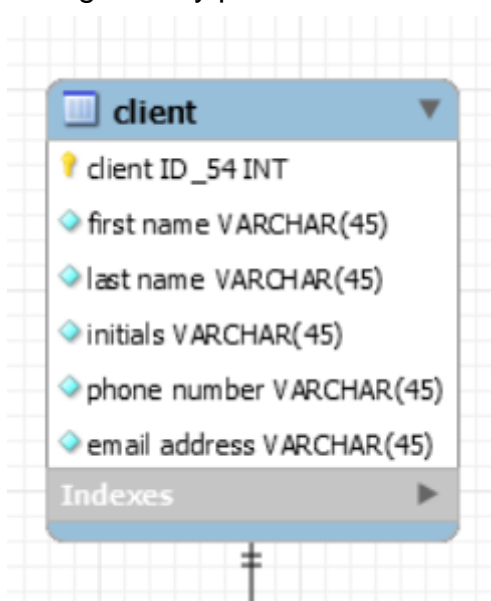 client
client ID_54 INT
first name VARCHAR(45)
last name VARCHAR(45)
initials VARCHAR(45)
phone number VARCHAR(45)
email address VARCHAR(45)
Indexes